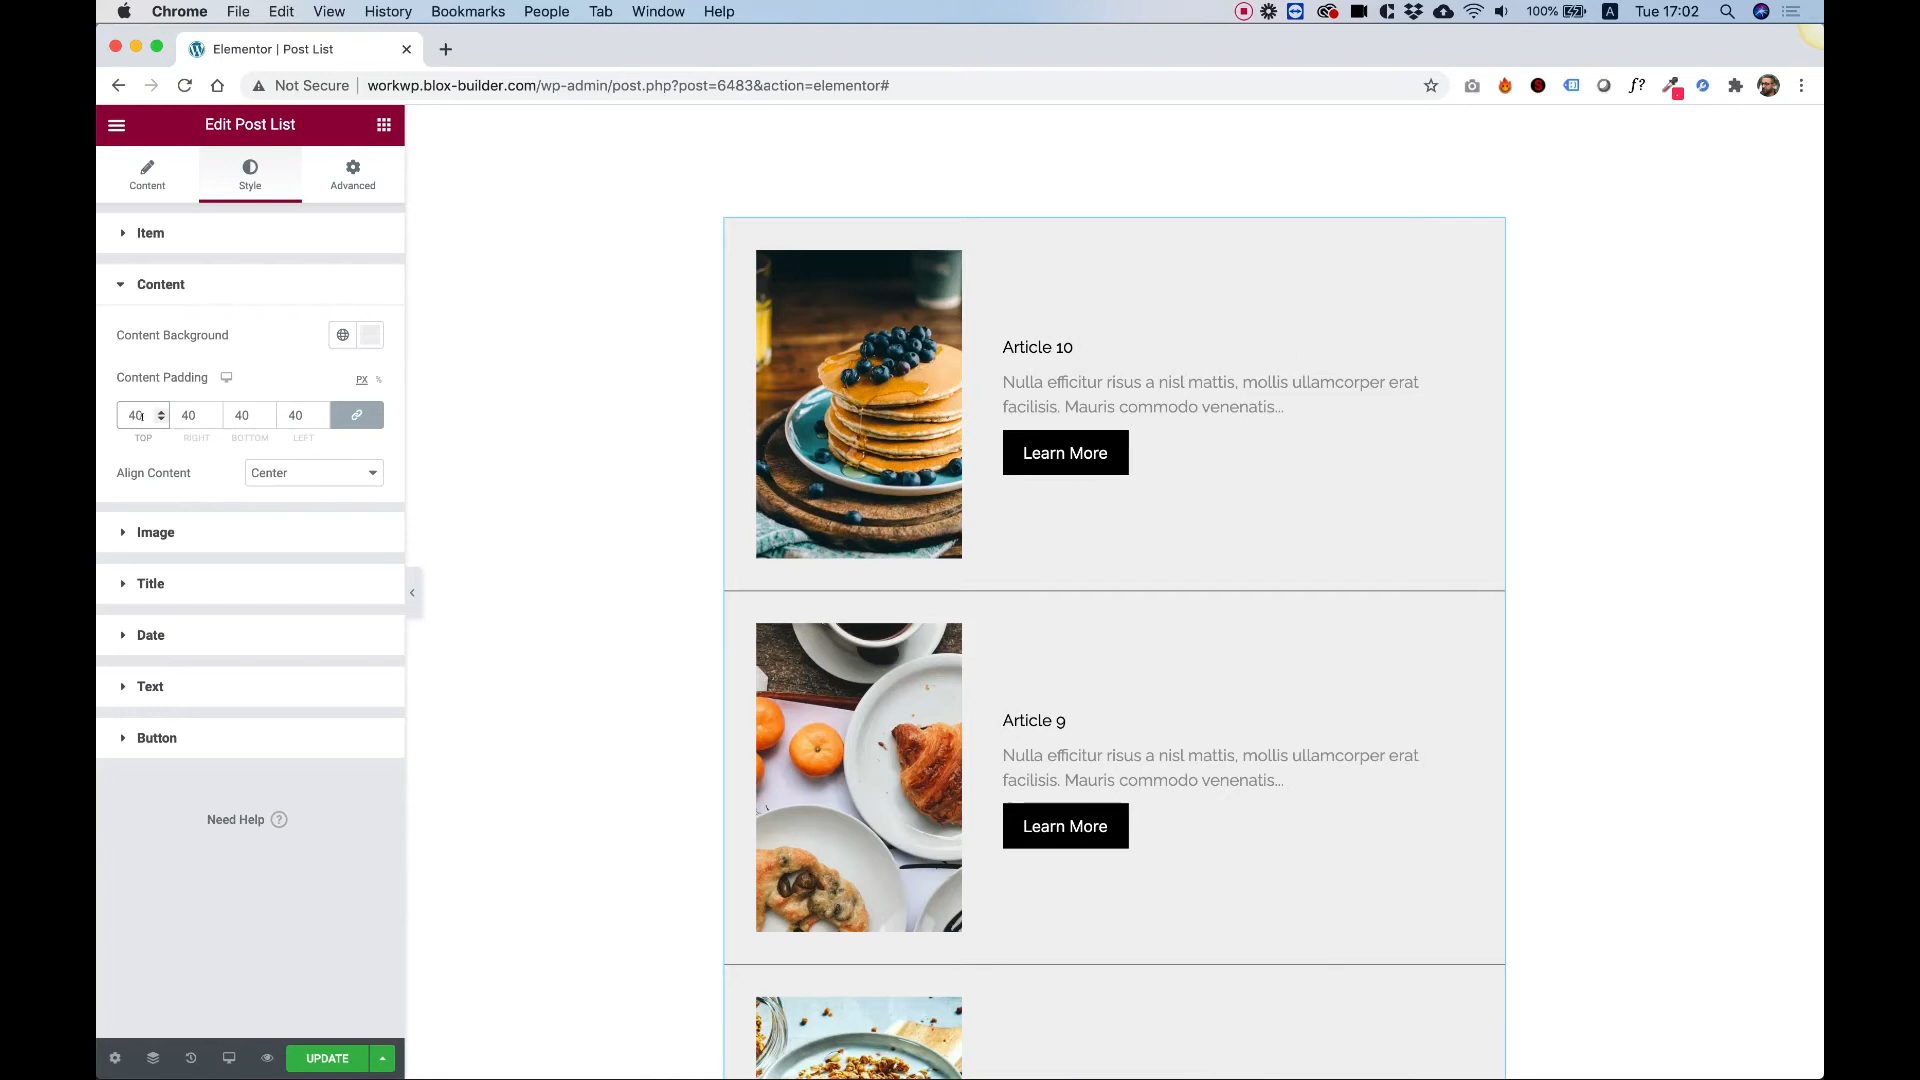 Chrome File Edit View History Bookmarks People Tab Window Help
100% A Tue 17:02
Elementor | Post List
Not Secure workwp.blox-builder.com/wp-admin/post.php?post=6483&action=elementor#
f?
Edit Post List
Content Style Advanced
Item
Content
Content Background
Content Padding PX %
40 40 40 40
TOP RIGHT BOTTOM LEFT
Align Content Center
Image
Title
Date
Text
Button
Need Help ?
UPDATE
Article 10
Nulla efficitur risus a nisl mattis, mollis ullamcorper erat
facilisis. Mauris commodo venenatis...
Learn More
Article 9
Nulla efficitur risus a nisl mattis, mollis ullamcorper erat
facilisis. Mauris commodo venenatis...
Learn More